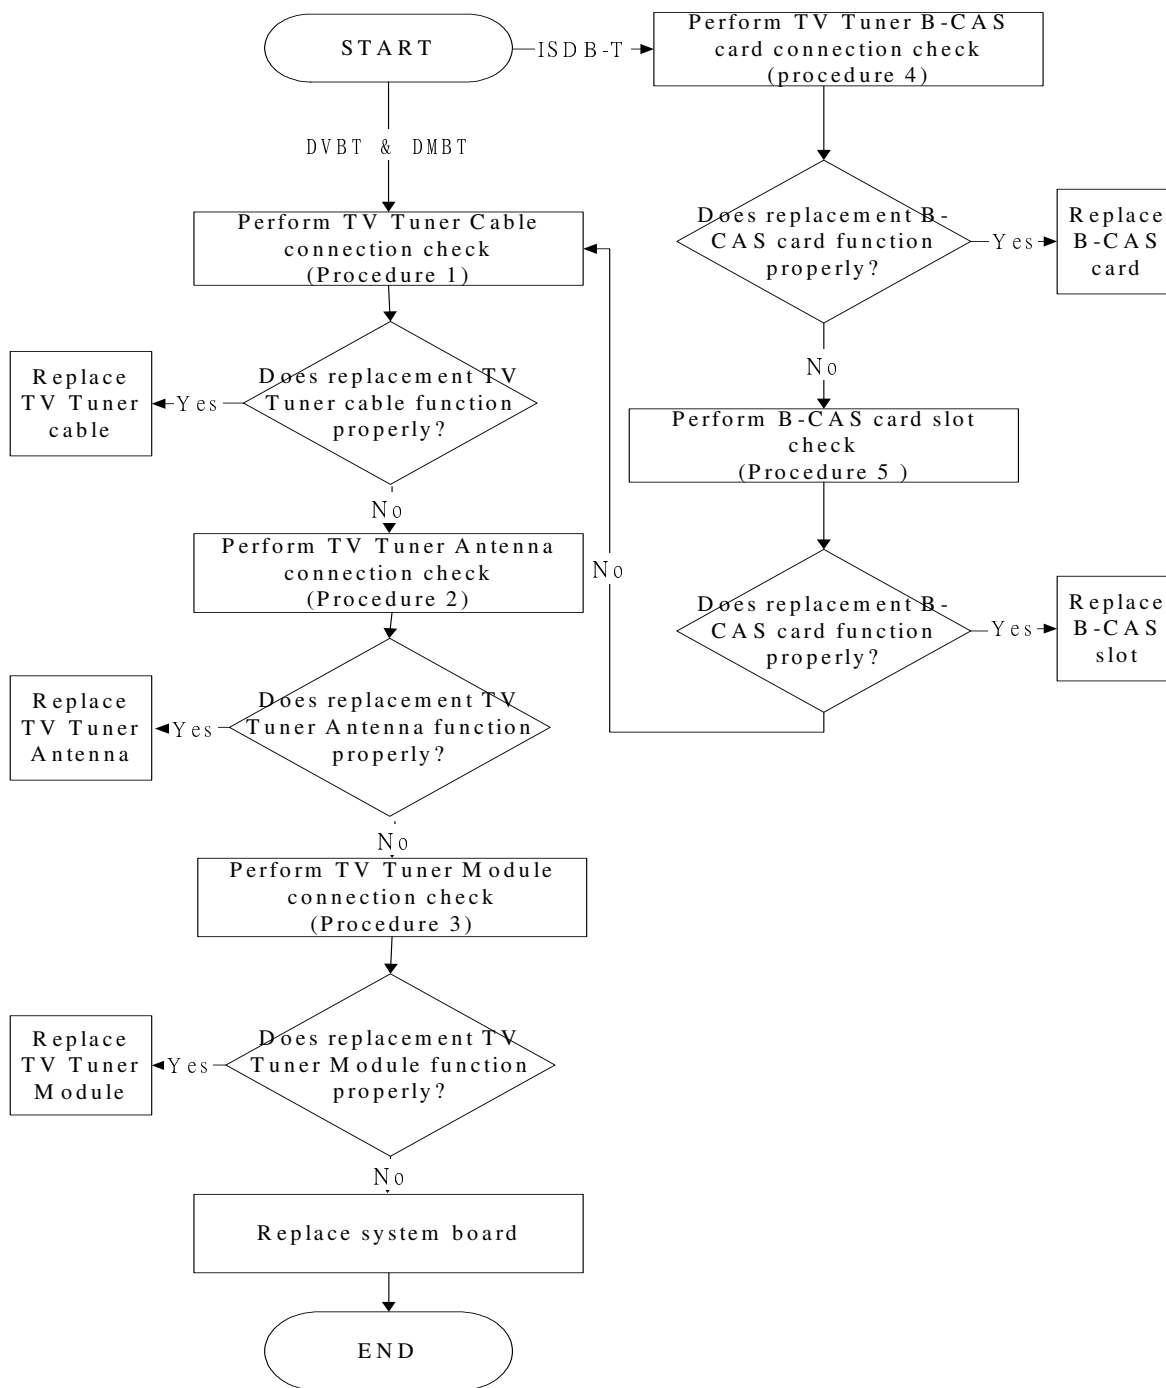 START
ISDB-T
Perform TV Tuner B-CAS
card connection check
(procedure 4)
DVBT & DMBT
Perform TV Tuner Cable
connection check
(Procedure 1)
Does replacement B-
CAS card function
properly?
Yes
Replace
B-CAS
card
No
Replace
TV Tuner
cable
Yes
Does replacement TV
Tuner cable function
properly?
No
Perform B-CAS card slot
check
(Procedure 5 )
Perform TV Tuner Antenna
connection check
(Procedure 2)
No
Does replacement B-
CAS card function
properly?
Yes
Replace
B-CAS
slot
Replace
TV Tuner
Antenna
Yes
Does replacement TV
Tuner Antenna function
properly?
No
Perform TV Tuner Module
connection check
(Procedure 3)
Replace
TV Tuner
Module
Yes
Does replacement TV
Tuner Module function
properly?
No
Replace system board
END